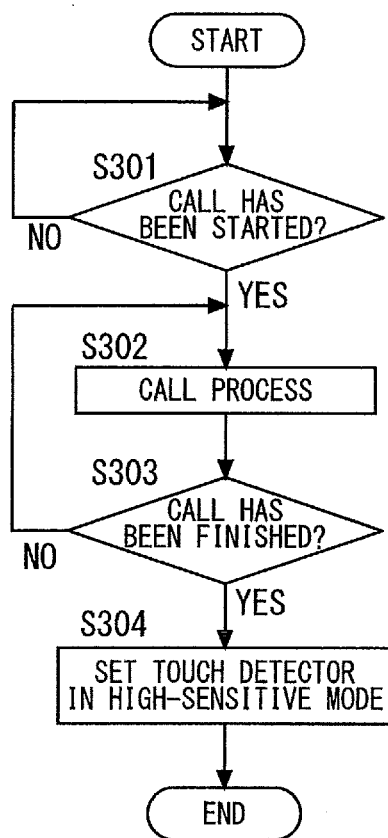 START
S301
CALL HAS
BEEN STARTED?
NO
YES
S302
CALL PROCESS
S303
CALL HAS
BEEN FINISHED?
NO
YES
S304
SET TOUCH DETECTOR
IN HIGH-SENSITIVE MODE
END